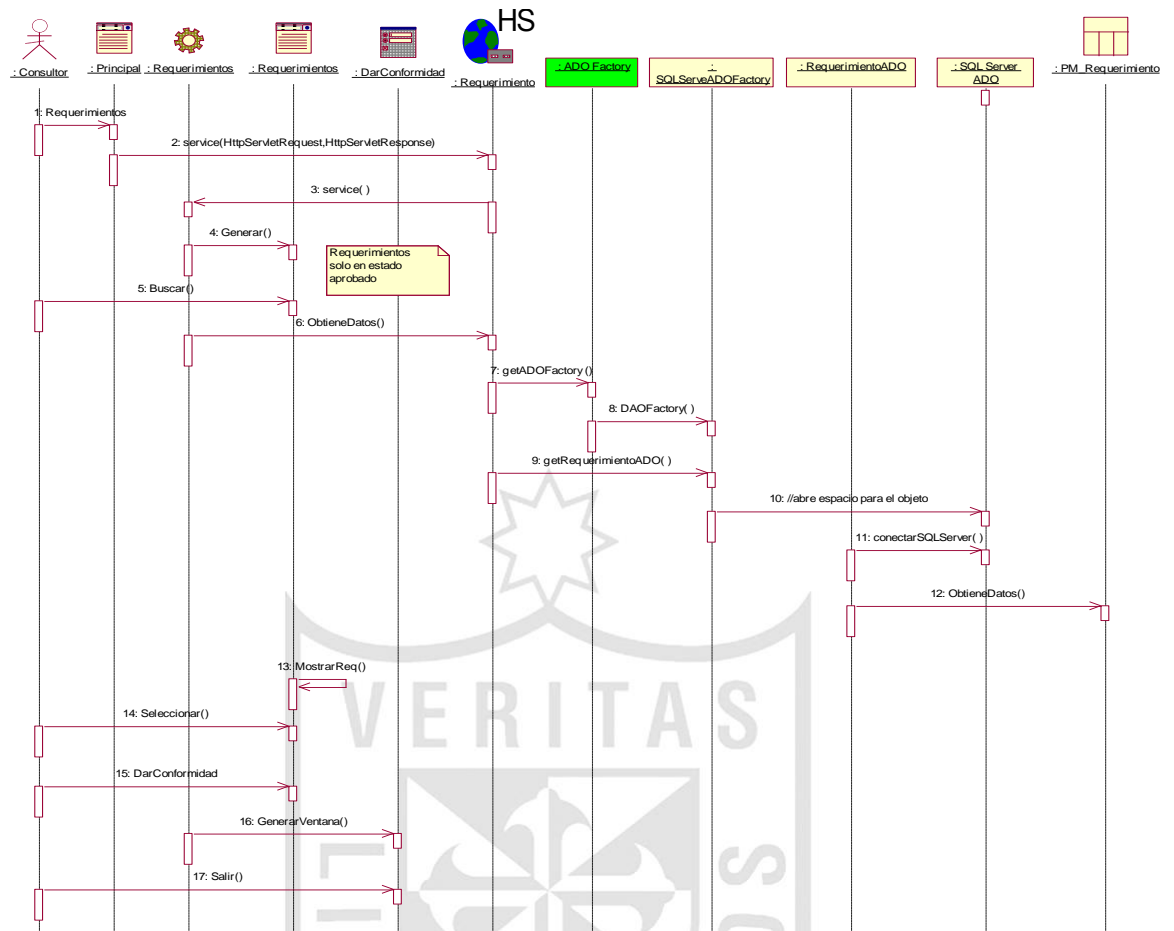 HS
: Consultor
: Principal
: Requerimientos
: Requerimientos
: DarConformidad
: Requerimiento
: ADO Factory
:
SQLServeADOFactory
: RequerimientoADO
: SQL Server
ADO
: PM_Requerimiento
1: Requerimientos
2: service(HttpServletRequest,HttpServletResponse)
3: service( )
4: Generar()
Requerimientos
solo en estado
aprobado
5: Buscar()
6: ObtieneDatos()
7: getADOFactory()
8: DAOFactory( )
9: getRequerimientoADO( )
10: //abre espacio para el objeto
11: conectarSQLServer( )
12: ObtieneDatos()
13: MostrarReq()
VERITAS
14: Seleccionar()
15: DarConformidad
16: GenerarVentana()
17: Salir()